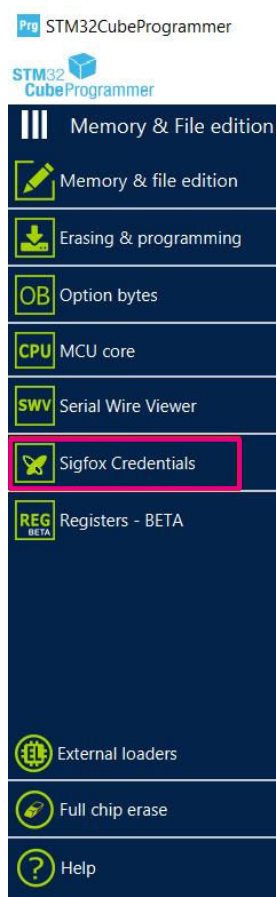 Prg STM32CubeProgrammer
STM32
CubeProgrammer
Memory & File edition
Memory & file edition
Erasing & programming
OB Option bytes
CPU MCU core
SWV Serial Wire Viewer
Sigfox Credentials
REG BETA Registers - BETA
EL External loaders
Full chip erase
? Help